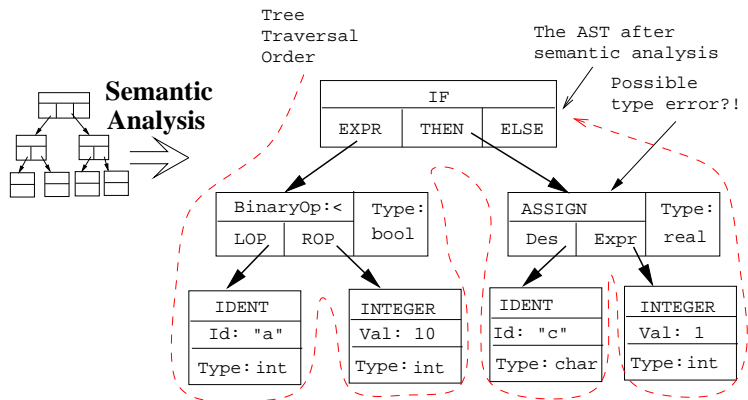 Tree
Traversal
Order
The AST after
semantic analysis
Possible
type error?!
Semantic
Analysis
IF
EXPR THEN ELSE
BinaryOp:< Type:
bool
LOP ROP
ASSIGN Type:
real
Des Expr
IDENT
Id: "a"
Type: int
INTEGER
Val: 10
Type: int
IDENT
Id: "c"
Type: char
INTEGER
Val: 1
Type: int